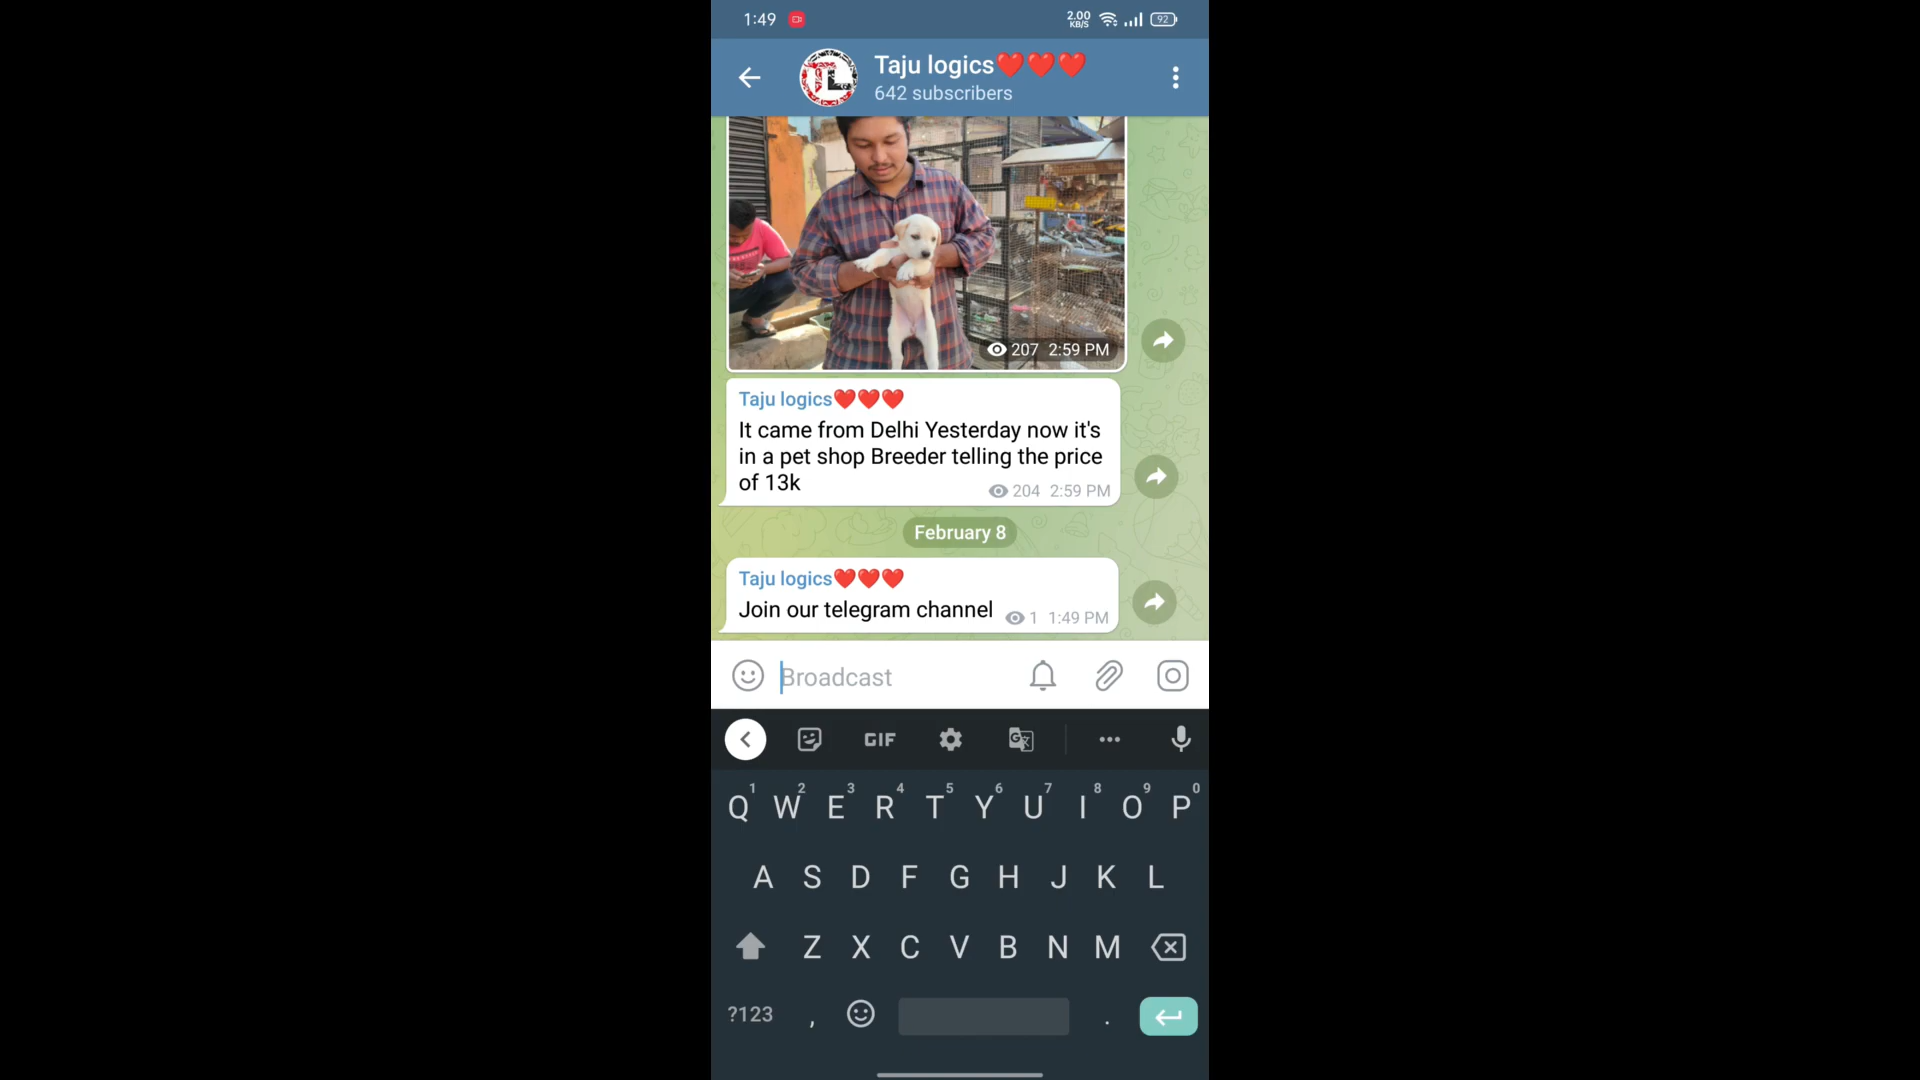 1:49
2.00
KB/S
92
Taju logics❤️❤️❤️
642 subscribers
TL
207 2:59 PM
Taju logics❤️❤️❤️
It came from Delhi Yesterday now it's
in a pet shop Breeder telling the price
of 13k
204 2:59 PM
February 8
Taju logics❤️❤️❤️
Join our telegram channel
1 1:49 PM
Broadcast
GIF
1 2 3 4 5 6 7 8 9 0
Q W E R T Y U I O P
A S D F G H J K L
Z X C V B N M
?123 , .